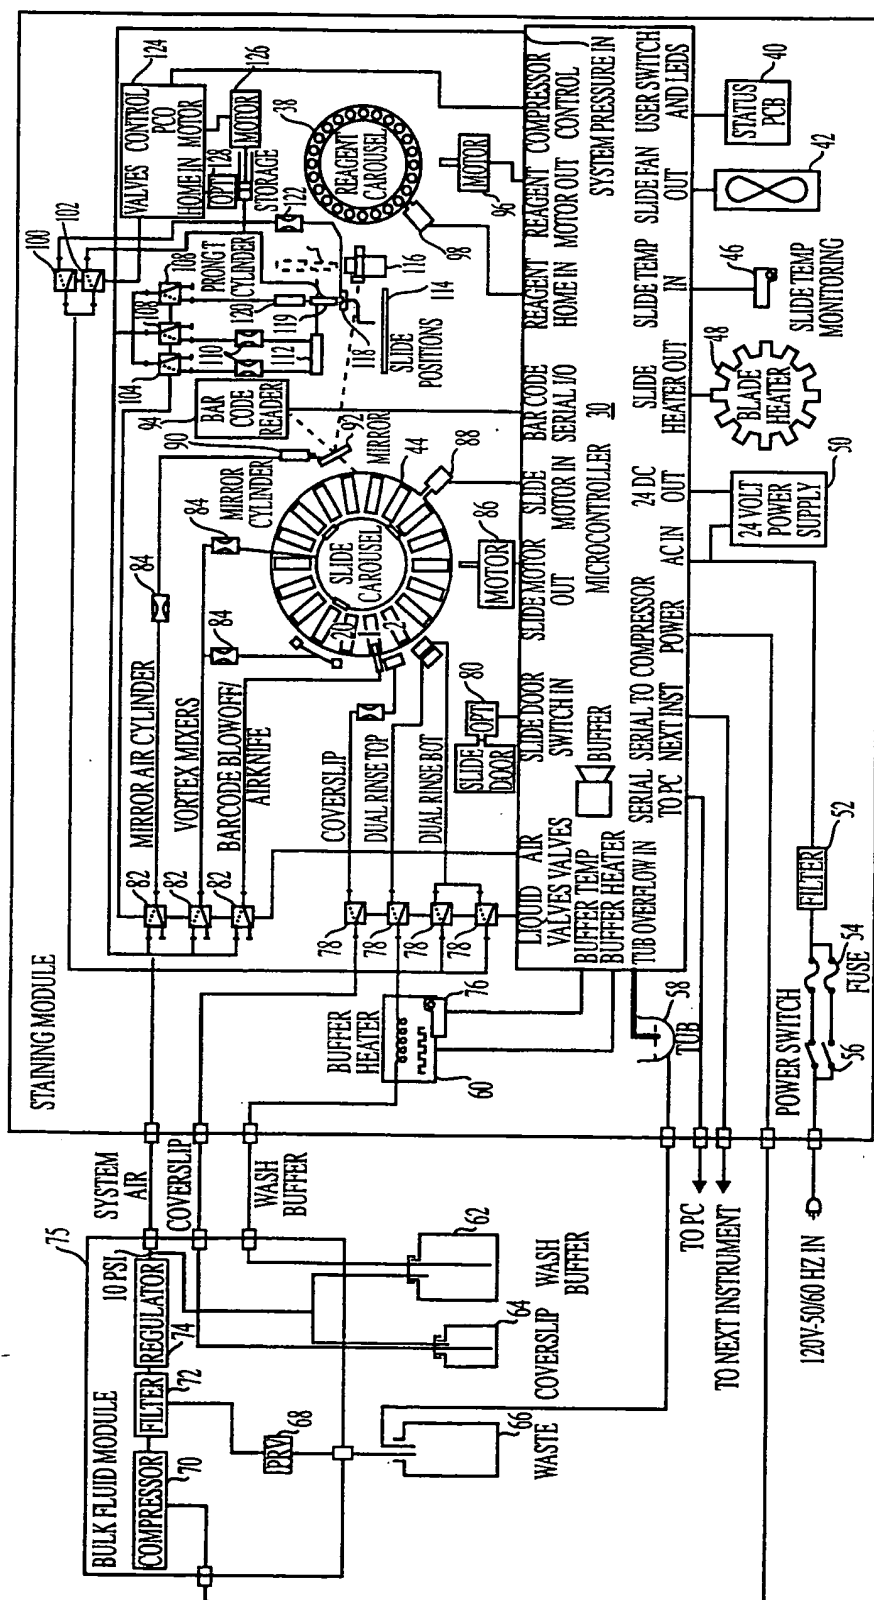 STAINING MODULE
BULK FLUID MODULE
75
COMPRESSOR
70
FILTER
72
REGULATOR
74
10 PSI
PRV
68
SYSTEM
AIR
COVERSLIP
WASH
BUFFER
62
WASH
BUFFER
64
COVERSLIP
66
WASTE
MIRROR AIR CYLINDER
VORTEX MIXERS
BARCODE BLOWOFF/
AIRKNIFE
COVERSLIP
DUAL RINSE TOP
DUAL RINSE BOT
82
82
82
78
78
78
78
84
84
84
MIRROR
CYLINDER
90
92
MIRROR
94
BAR
CODE
READER
20
12
SLIDE
CAROUSEL
44
88
86
MOTOR
80
OPT
SLIDE
DOOR
BUFFER
HEATER
76
60
58
TUB
100
102
104
108
108
110
112
PRONG T
CYLINDER
120
119
118
SLIDE
POSITIONS
114
116
122
STORAGE
124
VALVES CONTROL
PCO
HOME IN MOTOR
126
MOTOR
128
OPT
38
REAGENT
CAROUSEL
98
96
MOTOR
LIQUID AIR
VALVES VALVES
BUFFER TEMP
BUFFER HEATER
TUB OVERFLOW IN
BUFFER
SLIDE DOOR
SWITCH IN
SLIDE MOTOR
OUT
SLIDE
MOTOR IN
MICROCONTROLLER
30
BAR CODE
SERIAL I/O
REAGENT
HOME IN
REAGENT
MOTOR OUT
COMPRESSOR
CONTROL
SYSTEM PRESSURE IN
SERIAL
TO PC
SERIAL TO
NEXT INST
COMPRESSOR
POWER
AC IN
24 DC
OUT
SLIDE
HEATER OUT
SLIDE TEMP
IN
SLIDE FAN
OUT
USER SWITCH
AND LEDS
STATUS
PCB
40
42
46
SLIDE TEMP
MONITORING
48
BLADE
HEATER
50
24 VOLT
POWER
SUPPLY
52
FILTER
54
FUSE
56
POWER SWITCH
TO PC
TO NEXT INSTRUMENT
120V-50/60 HZ IN